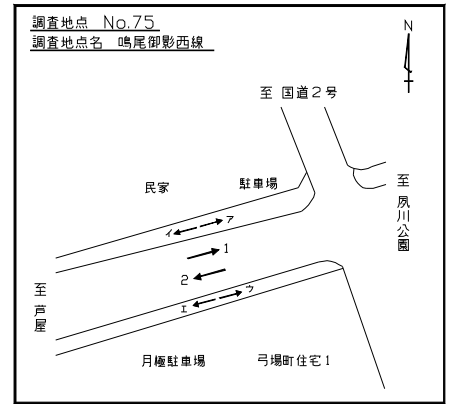 調査地点 No.75
調査地点名 鳴尾御影西線
N
至 国道2号
民家
駐車場
至 夙川公園
イ ア
1
2
エ ウ
至 芦屋
月極駐車場
弓場町住宅1